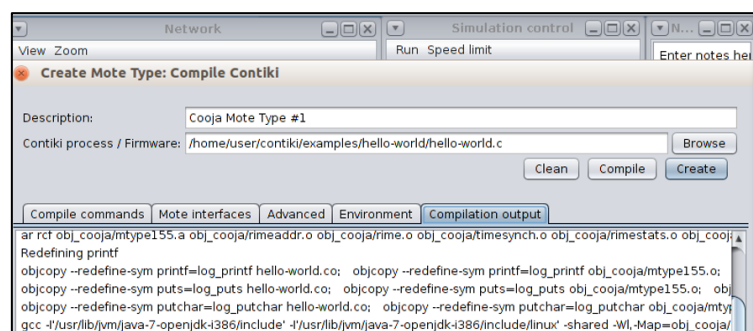 Network
Simulation control
N...
View Zoom
Run Speed limit
Enter notes her
Create Mote Type: Compile Contiki
Description:
Cooja Mote Type #1
Contiki process / Firmware:
/home/user/contiki/examples/hello-world/hello-world.c
Browse
Clean
Compile
Create
Compile commands
Mote interfaces
Advanced
Environment
Compilation output
ar rcf obj_cooja/mtype155.a obj_cooja/rimeaddr.o obj_cooja/rime.o obj_cooja/timesynch.o obj_cooja/rimestats.o obj_cooja
Redefining printf
objcopy --redefine-sym printf=log_printf hello-world.co; objcopy --redefine-sym printf=log_printf obj_cooja/mtype155.o;
objcopy --redefine-sym puts=log_puts hello-world.co; objcopy --redefine-sym puts=log_puts obj_cooja/mtype155.o; obj
objcopy --redefine-sym putchar=log_putchar hello-world.co; objcopy --redefine-sym putchar=log_putchar obj_cooja/mtyp
gcc -I'/usr/lib/jvm/java-7-openjdk-i386/include' -I'/usr/lib/jvm/java-7-openjdk-i386/include/linux' -shared -Wl,-Map=obj_cooja/